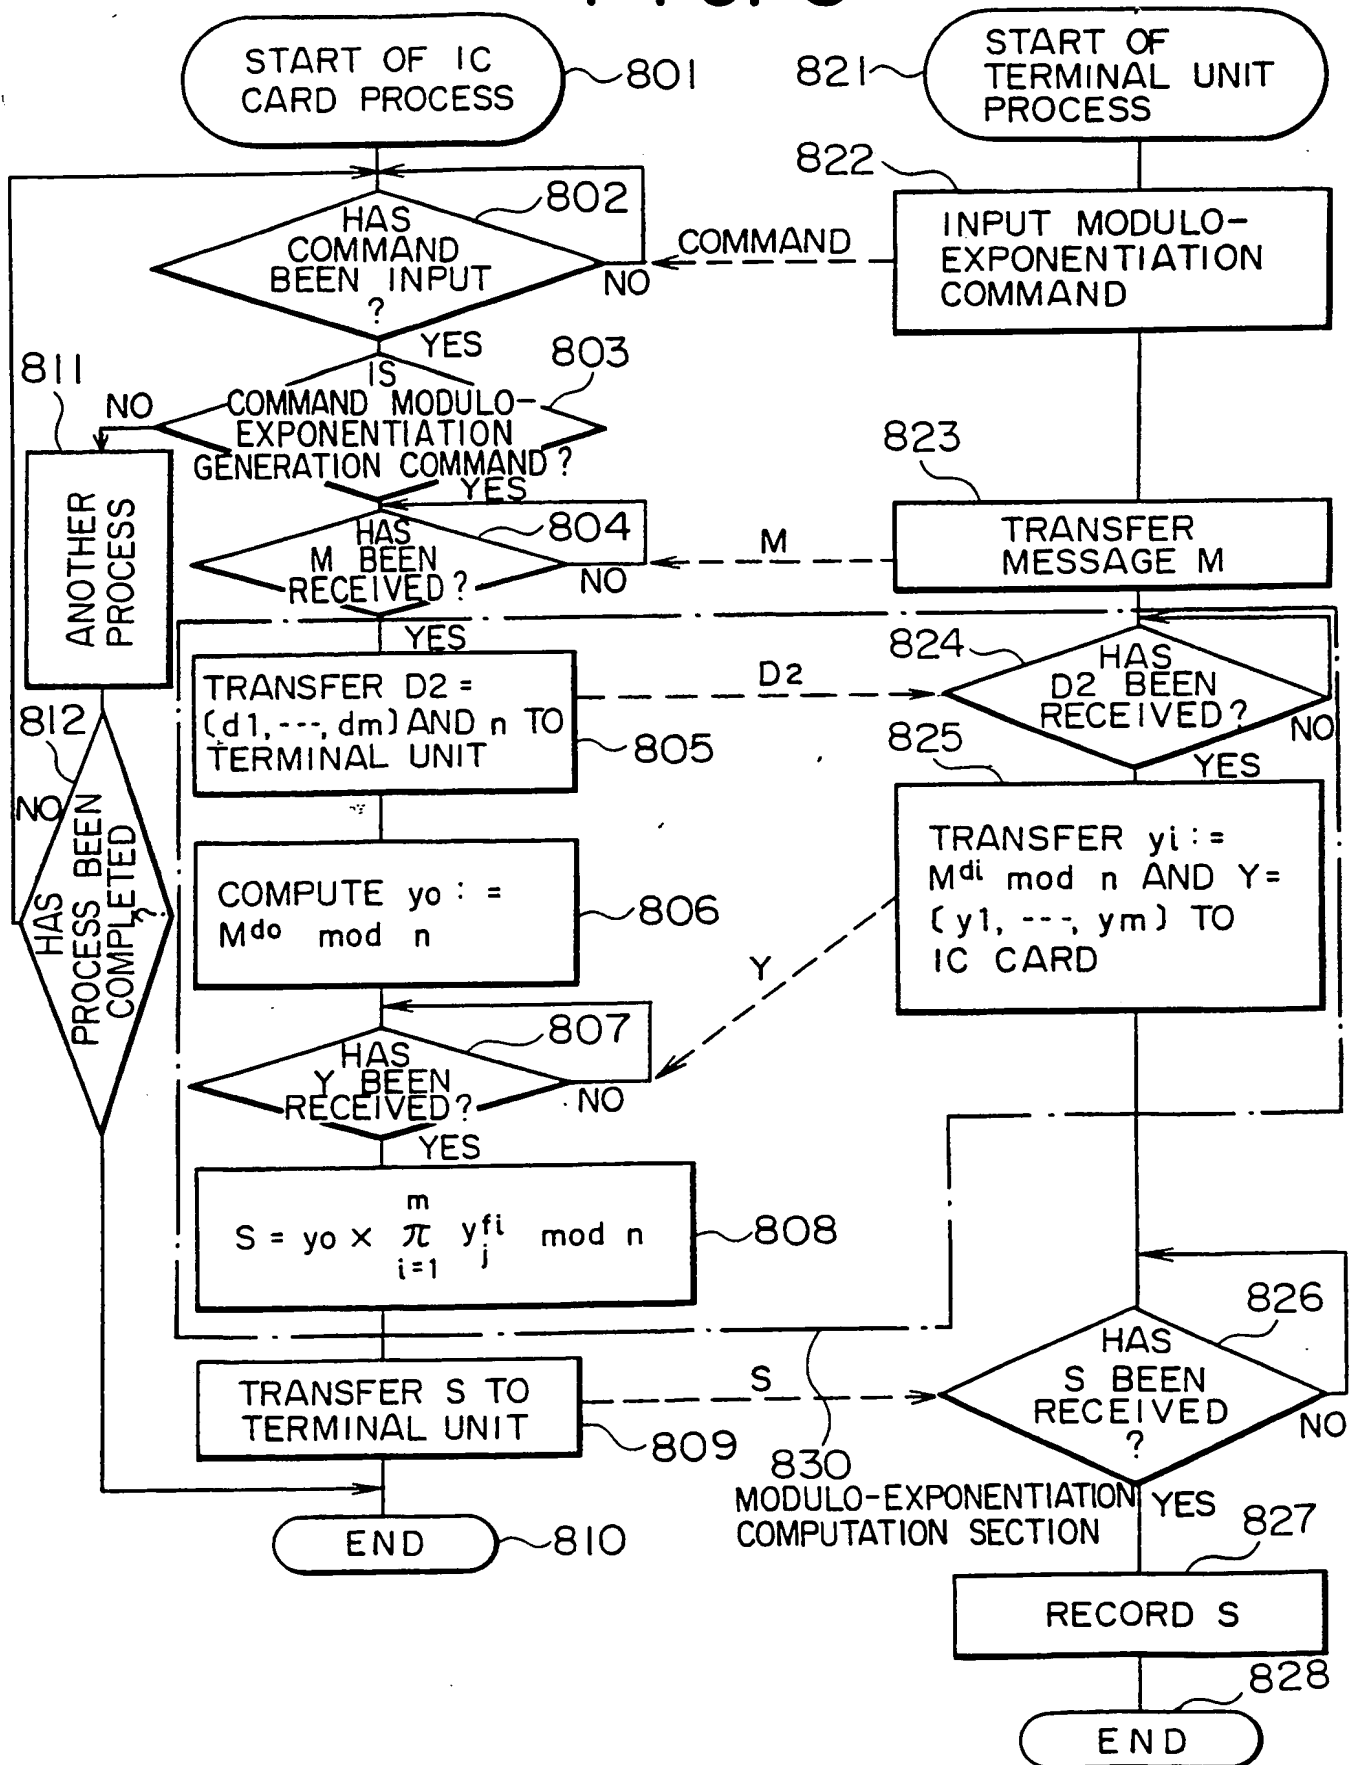 START OF IC
CARD PROCESS
801
821
START OF
TERMINAL UNIT
PROCESS
822
HAS
COMMAND
BEEN INPUT
?
802
NO
COMMAND
INPUT MODULO-
EXPONENTIATION
COMMAND
YES
811
NO
IS
COMMAND MODULO-
EXPONENTIATION
GENERATION COMMAND?
803
YES
ANOTHER
PROCESS
823
HAS
M BEEN
RECEIVED?
804
NO
M
TRANSFER
MESSAGE M
YES
824
HAS
D2 BEEN
RECEIVED?
NO
TRANSFER D2=
(d1,---,dm) AND n TO
TERMINAL UNIT
805
D2
812
NO
HAS
PROCESS BEEN
COMPLETED
?
825
YES
TRANSFER yi:=
M^di mod n AND Y=
(y1, ---, ym) TO
IC CARD
COMPUTE yo:=
M^do mod n
806
Y
HAS
Y BEEN
RECEIVED?
807
NO
YES
S = yo × π (i=1, m) y_j^fi mod n
808
826
HAS
S BEEN
RECEIVED
?
NO
TRANSFER S TO
TERMINAL UNIT
809
S
830
MODULO-EXPONENTIATION
COMPUTATION SECTION
YES
827
END
810
RECORD S
828
END